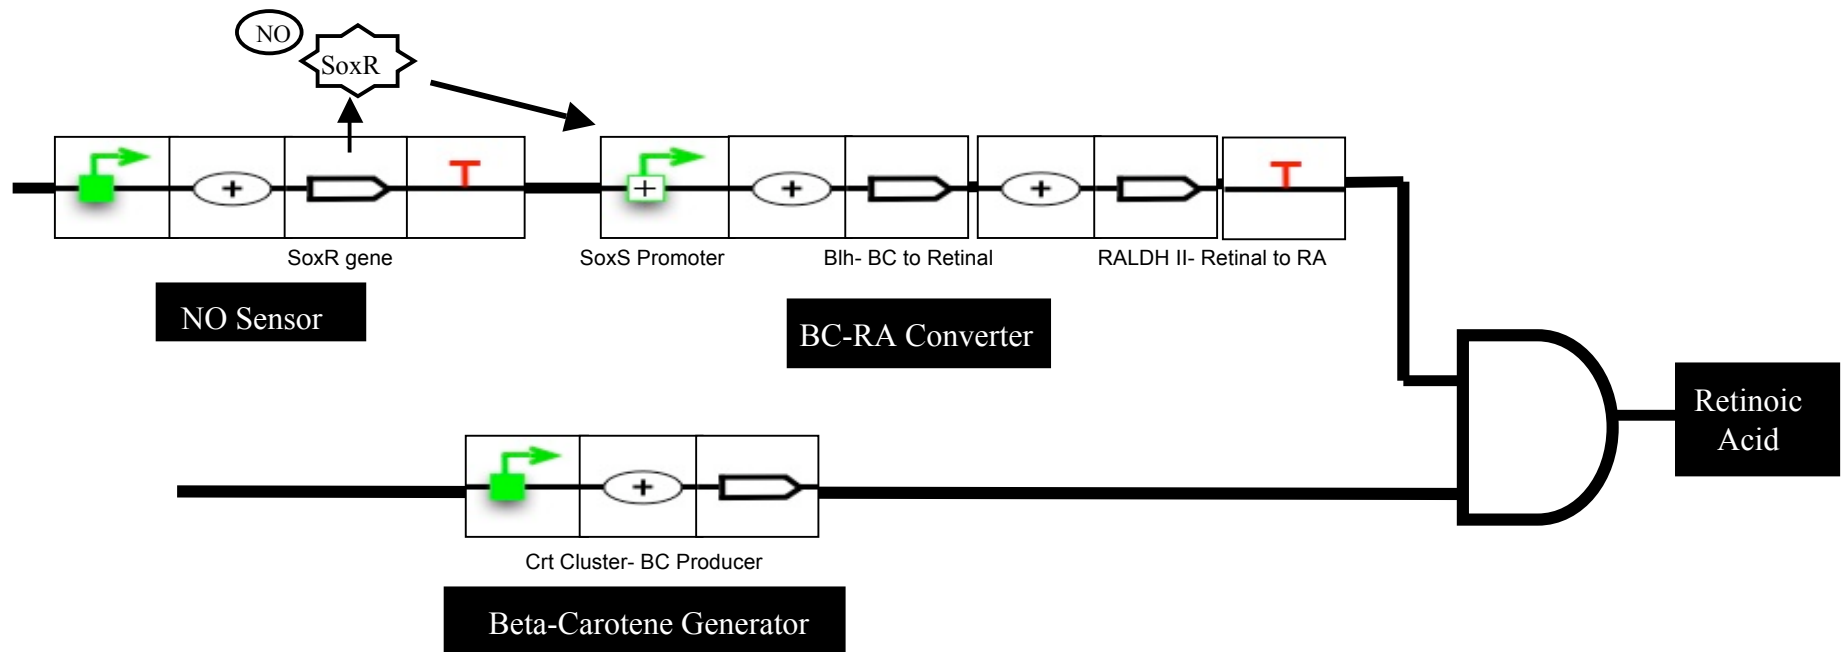 NO
SoxR
SoxR gene
SoxS Promoter
Blh- BC to Retinal
RALDH II- Retinal to RA
NO Sensor
BC-RA Converter
Retinoic
Acid
Crt Cluster- BC Producer
Beta-Carotene Generator